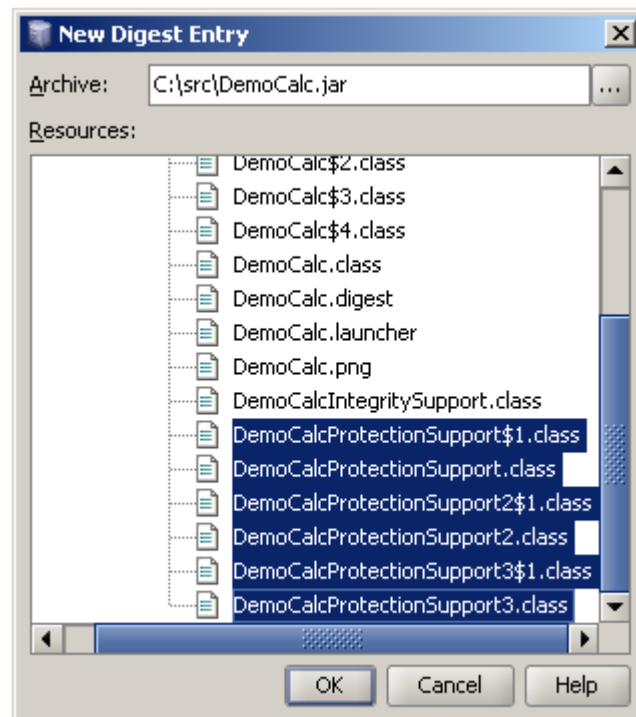 New Digest Entry
Archive: C:\src\DemoCalc.jar ...
Resources:
DemoCalc$2.class
DemoCalc$3.class
DemoCalc$4.class
DemoCalc.class
DemoCalc.digest
DemoCalc.launcher
DemoCalc.png
DemoCalcIntegritySupport.class
DemoCalcProtectionSupport$1.class
DemoCalcProtectionSupport.class
DemoCalcProtectionSupport2$1.class
DemoCalcProtectionSupport2.class
DemoCalcProtectionSupport3$1.class
DemoCalcProtectionSupport3.class
OK Cancel Help